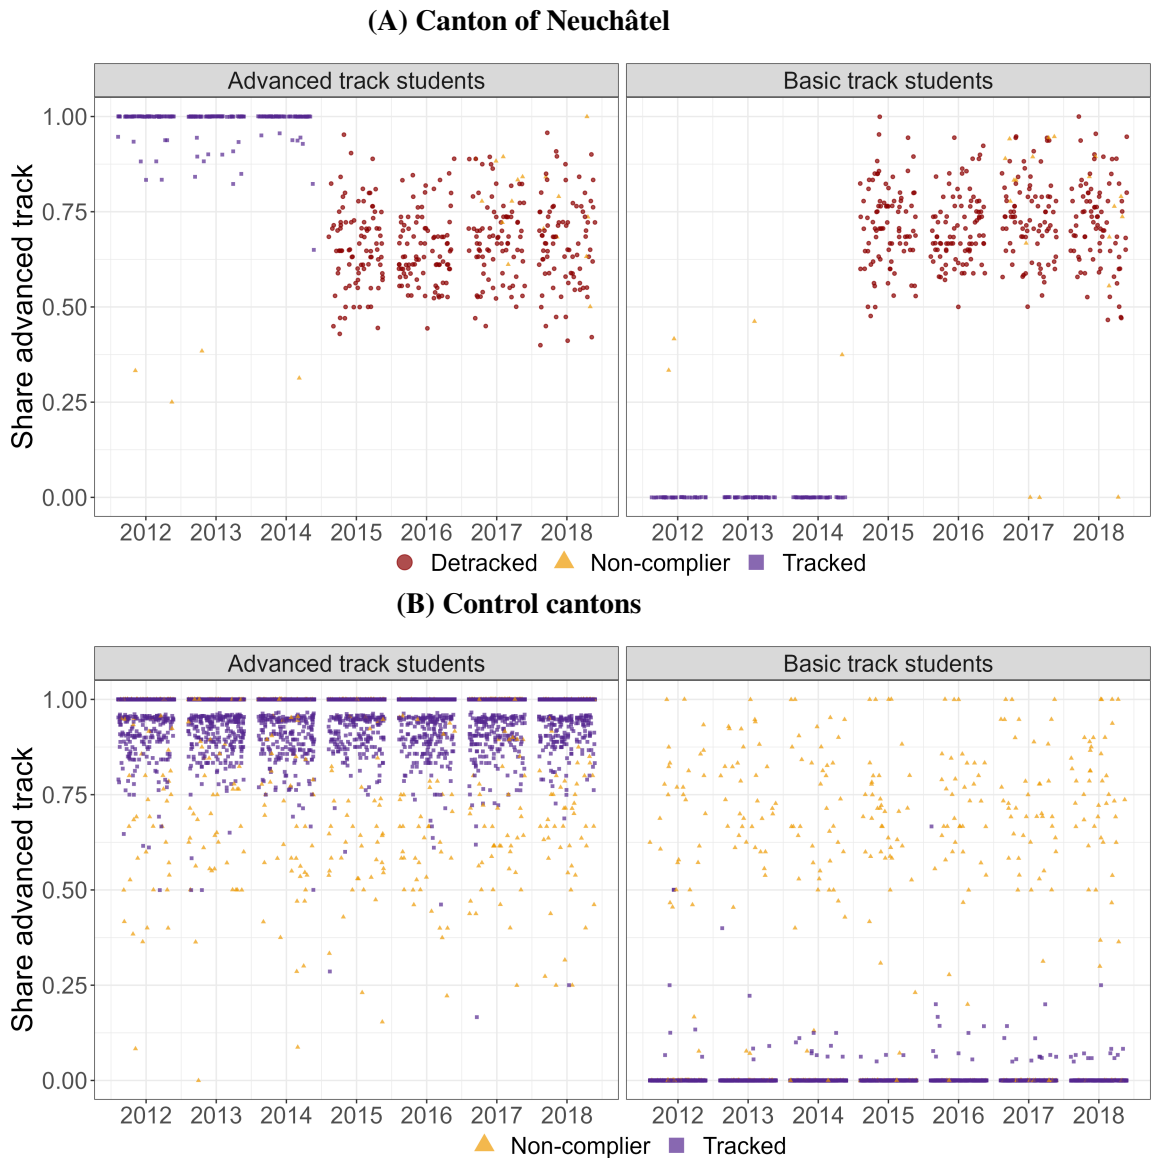 (A) Canton of Neuchâtel
Advanced track students
Basic track students
Share advanced track
1.00
0.75
0.50
0.25
0.00
2012 2013 2014 2015 2016 2017 2018
2012 2013 2014 2015 2016 2017 2018
Detracked Non-complier Tracked
(B) Control cantons
Advanced track students
Basic track students
Share advanced track
1.00
0.75
0.50
0.25
0.00
2012 2013 2014 2015 2016 2017 2018
2012 2013 2014 2015 2016 2017 2018
Non-complier Tracked